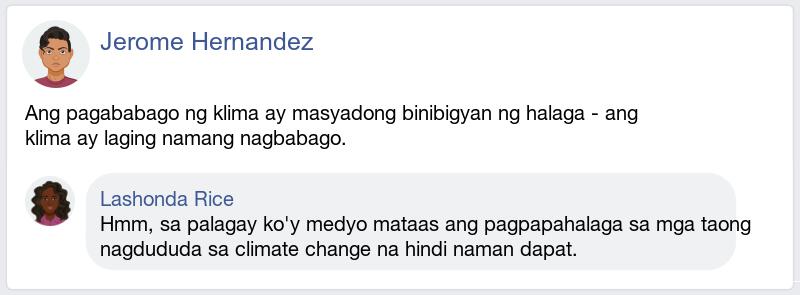 Jerome Hernandez
Ang pagababago ng klima ay masyadong binibigyan ng halaga - ang
klima ay laging namang nagbabago.
Lashonda Rice
Hmm, sa palagay ko'y medyo mataas ang pagpapahalaga sa mga taong
nagdududa sa climate change na hindi naman dapat.